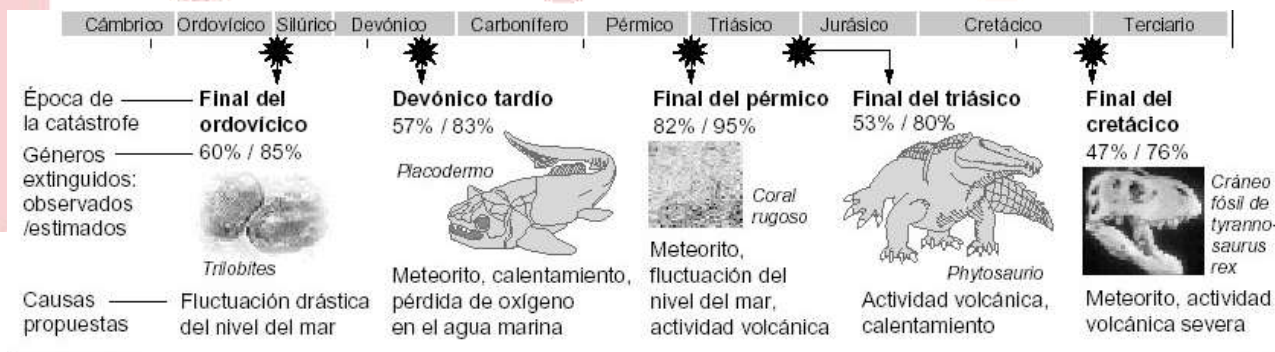 Cámbrico Ordovícico Silúrico Devónico Carbonífero Pérmico Triásico Jurásico Cretácico Terciario
Época de
la catástrofe
Géneros
extinguidos:
observados
/estimados
Causas
propuestas
Final del
ordovícico
60% / 85%
Trilobites
Fluctuación drástica
del nivel del mar
Devónico tardío
57% / 83%
Placodermo
Meteorito, calentamiento,
pérdida de oxígeno
en el agua marina
Final del pérmico
82% / 95%
Coral
rugoso
Meteorito,
fluctuación del
nivel del mar,
actividad volcánica
Final del triásico
53% / 80%
Phytosaurio
Actividad volcánica,
calentamiento
Final del
cretácico
47% / 76%
Cráneo
fósil de
tyranno-
saurus
rex
Meteorito, actividad
volcánica severa